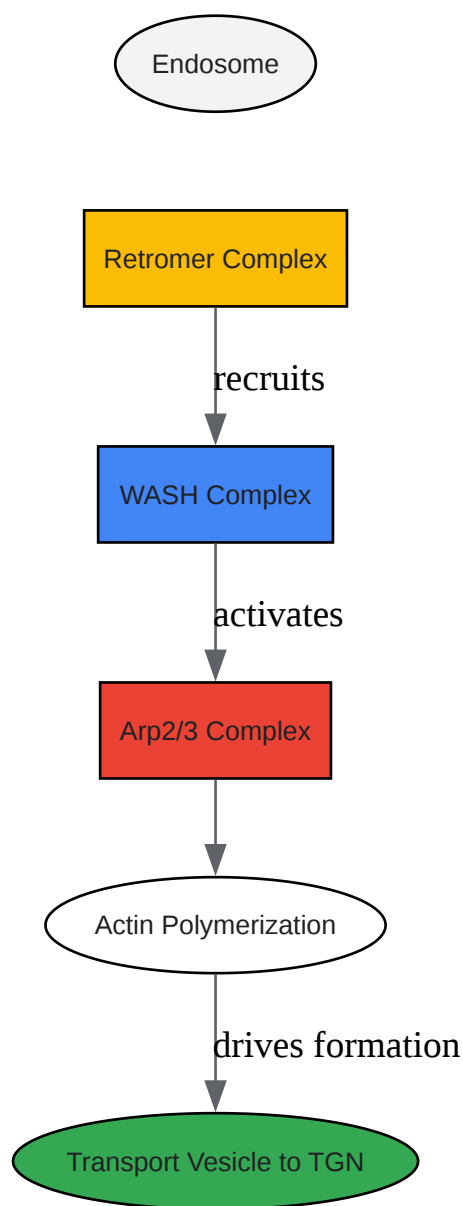 Endosome
Retromer Complex
recruits
WASH Complex
activates
Arp2/3 Complex
Actin Polymerization
drives formation
Transport Vesicle to TGN